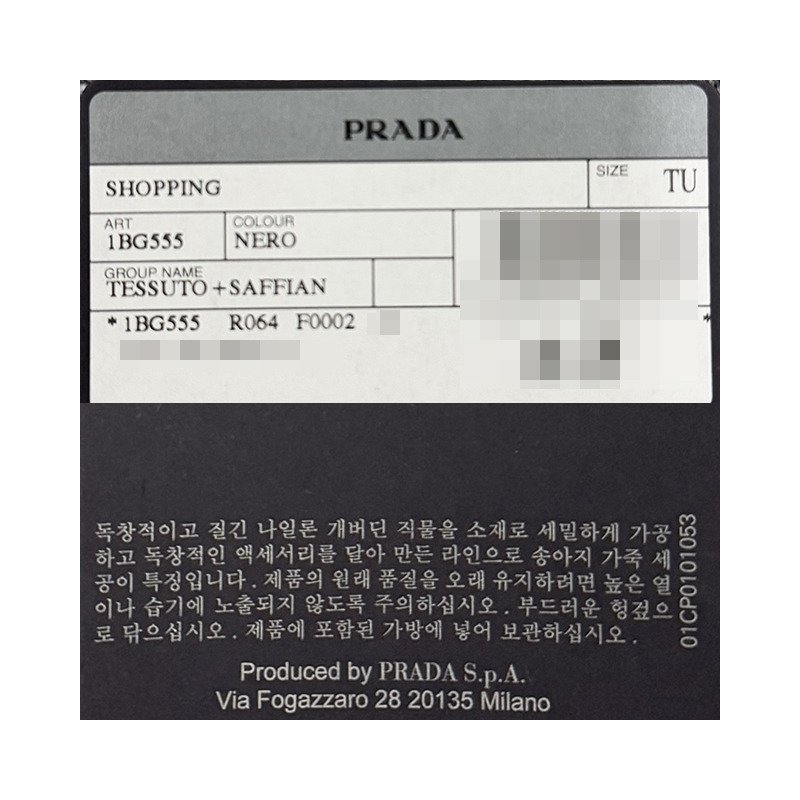 PRADA
SHOPPING
SIZE TU
ART
1BG555
COLOUR
NERO
GROUP NAME
TESSUTO+SAFFIAN
*1BG555 R064 F0002 *
독창적이고 질긴 나일론 개버딘 직물을 소재로 세밀하게 가공
하고 독창적인 액세서리를 달아 만든 라인으로 송아지 가죽 세
공이 특징입니다. 제품의 원래 품질을 오래 유지하려면 높은 열
이나 습기에 노출되지 않도록 주의하십시오. 부드러운 헝겊으
로 닦으십시오. 제품에 포함된 가방에 넣어 보관하십시오.
01CP0101053
Produced by PRADA S.p.A.
Via Fogazzaro 28 20135 Milano